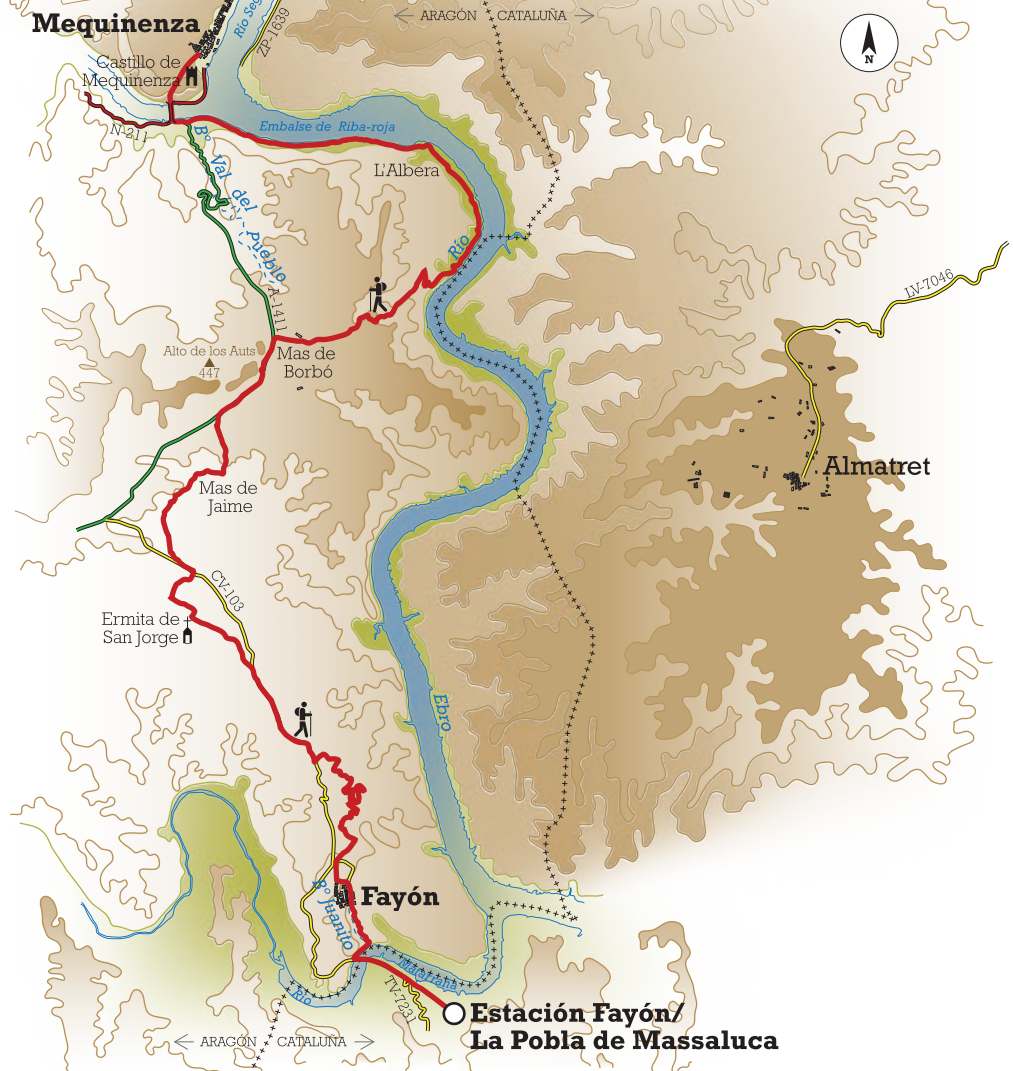 ARAGÓN CATALUÑA
Mequinenza
Río Seg
ZP-1639
N
Castillo de
Mequinenza
N-211
Embalse de Riba-roja
L'Albera
Bº Val del Pueblo
Río
A-1411
LV-7046
Alto de los Auts
447
Mas de
Borbó
Almatret
Mas de
Jaime
CV-103
Ermita de
San Jorge
Ebro
Fayón
Bº Juanito
Matarraña
Río
TV-7231
Estación Fayón/
La Pobla de Massaluca
ARAGÓN CATALUÑA